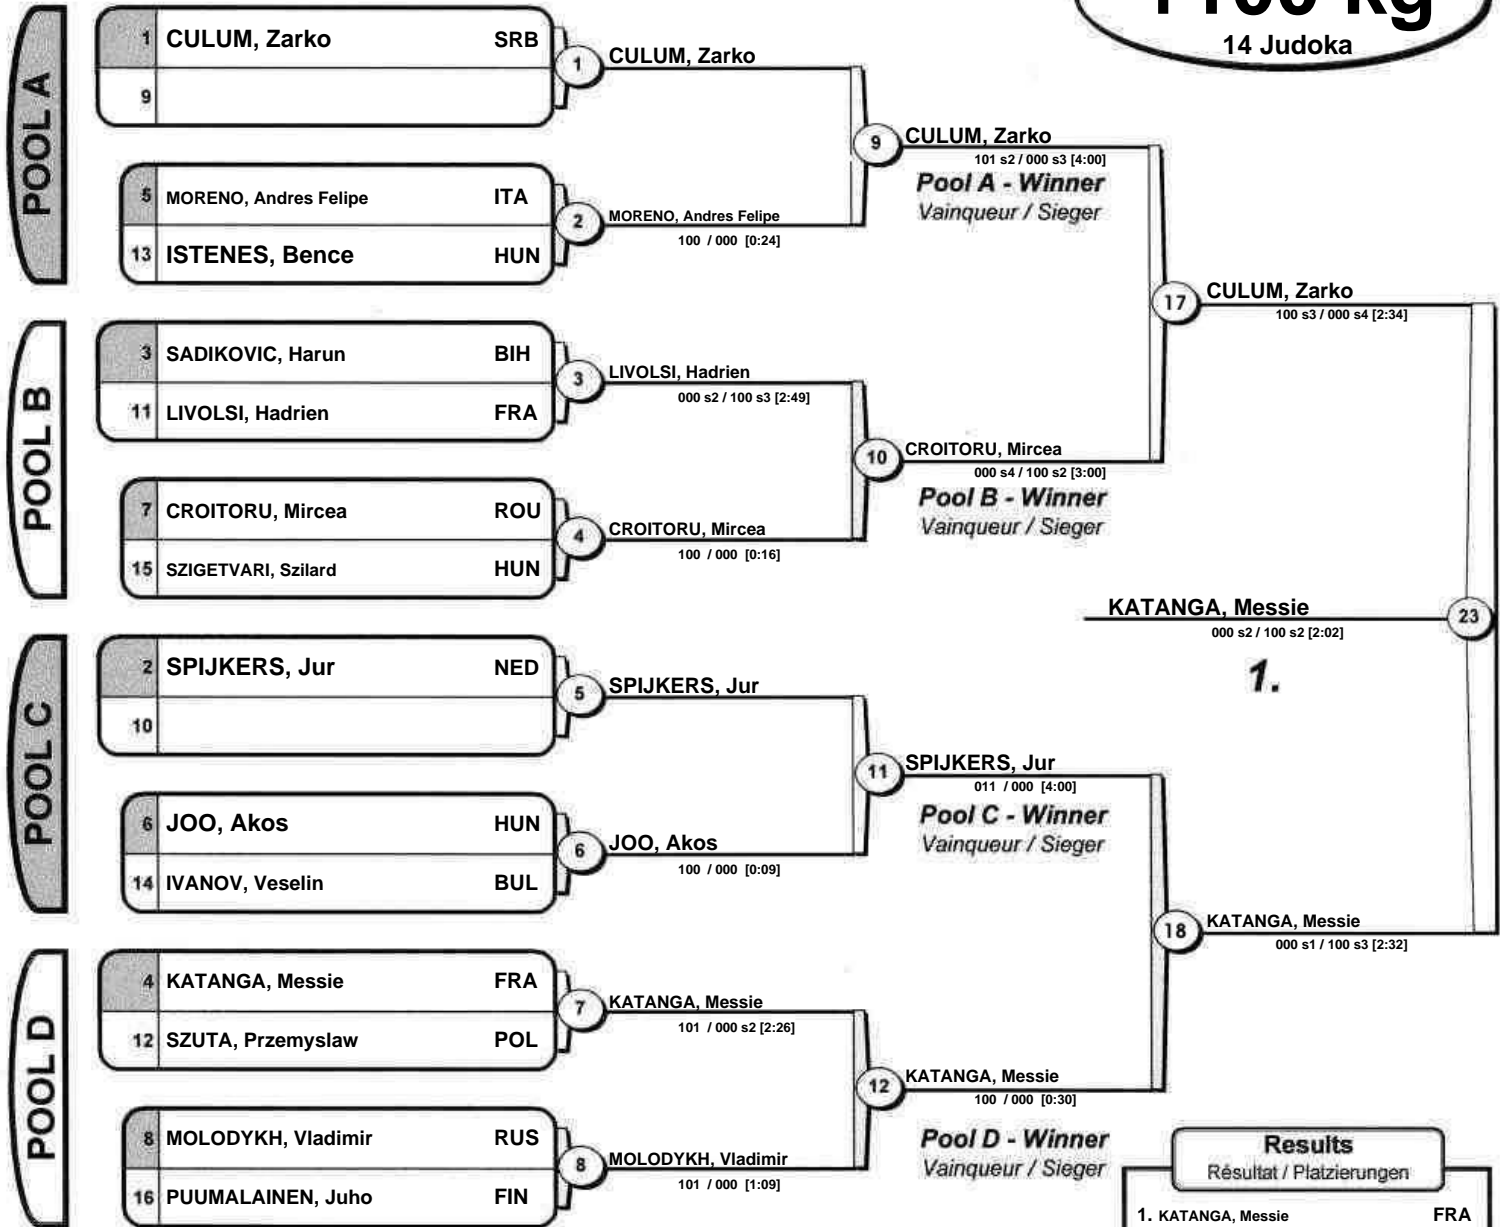 +100 kg
14 Judoka
POOL A
1 CULUM, Zarko SRB
9
5 MORENO, Andres Felipe ITA
13 ISTENES, Bence HUN
1 CULUM, Zarko
2 MORENO, Andres Felipe
100 / 000 [0:24]
9 CULUM, Zarko
101 s2 / 000 s3 [4:00]
Pool A - Winner
Vainqueur / Sieger
POOL B
3 SADIKOVIC, Harun BIH
11 LIVOLSI, Hadrien FRA
7 CROITORU, Mircea ROU
15 SZIGETVARI, Szilard HUN
3 LIVOLSI, Hadrien
000 s2 / 100 s3 [2:49]
4 CROITORU, Mircea
100 / 000 [0:16]
10 CROITORU, Mircea
000 s4 / 100 s2 [3:00]
Pool B - Winner
Vainqueur / Sieger
17 CULUM, Zarko
100 s3 / 000 s4 [2:34]
KATANGA, Messie 23
000 s2 / 100 s2 [2:02]
1.
POOL C
2 SPIJKERS, Jur NED
10
6 JOO, Akos HUN
14 IVANOV, Veselin BUL
5 SPIJKERS, Jur
6 JOO, Akos
100 / 000 [0:09]
11 SPIJKERS, Jur
011 / 000 [4:00]
Pool C - Winner
Vainqueur / Sieger
18 KATANGA, Messie
000 s1 / 100 s3 [2:32]
POOL D
4 KATANGA, Messie FRA
12 SZUTA, Przemyslaw POL
8 MOLODYKH, Vladimir RUS
16 PUUMALAINEN, Juho FIN
7 KATANGA, Messie
101 / 000 s2 [2:26]
8 MOLODYKH, Vladimir
101 / 000 [1:09]
12 KATANGA, Messie
100 / 000 [0:30]
Pool D - Winner
Vainqueur / Sieger
Results
Résultat / Platzierungen
1. KATANGA, Messie FRA